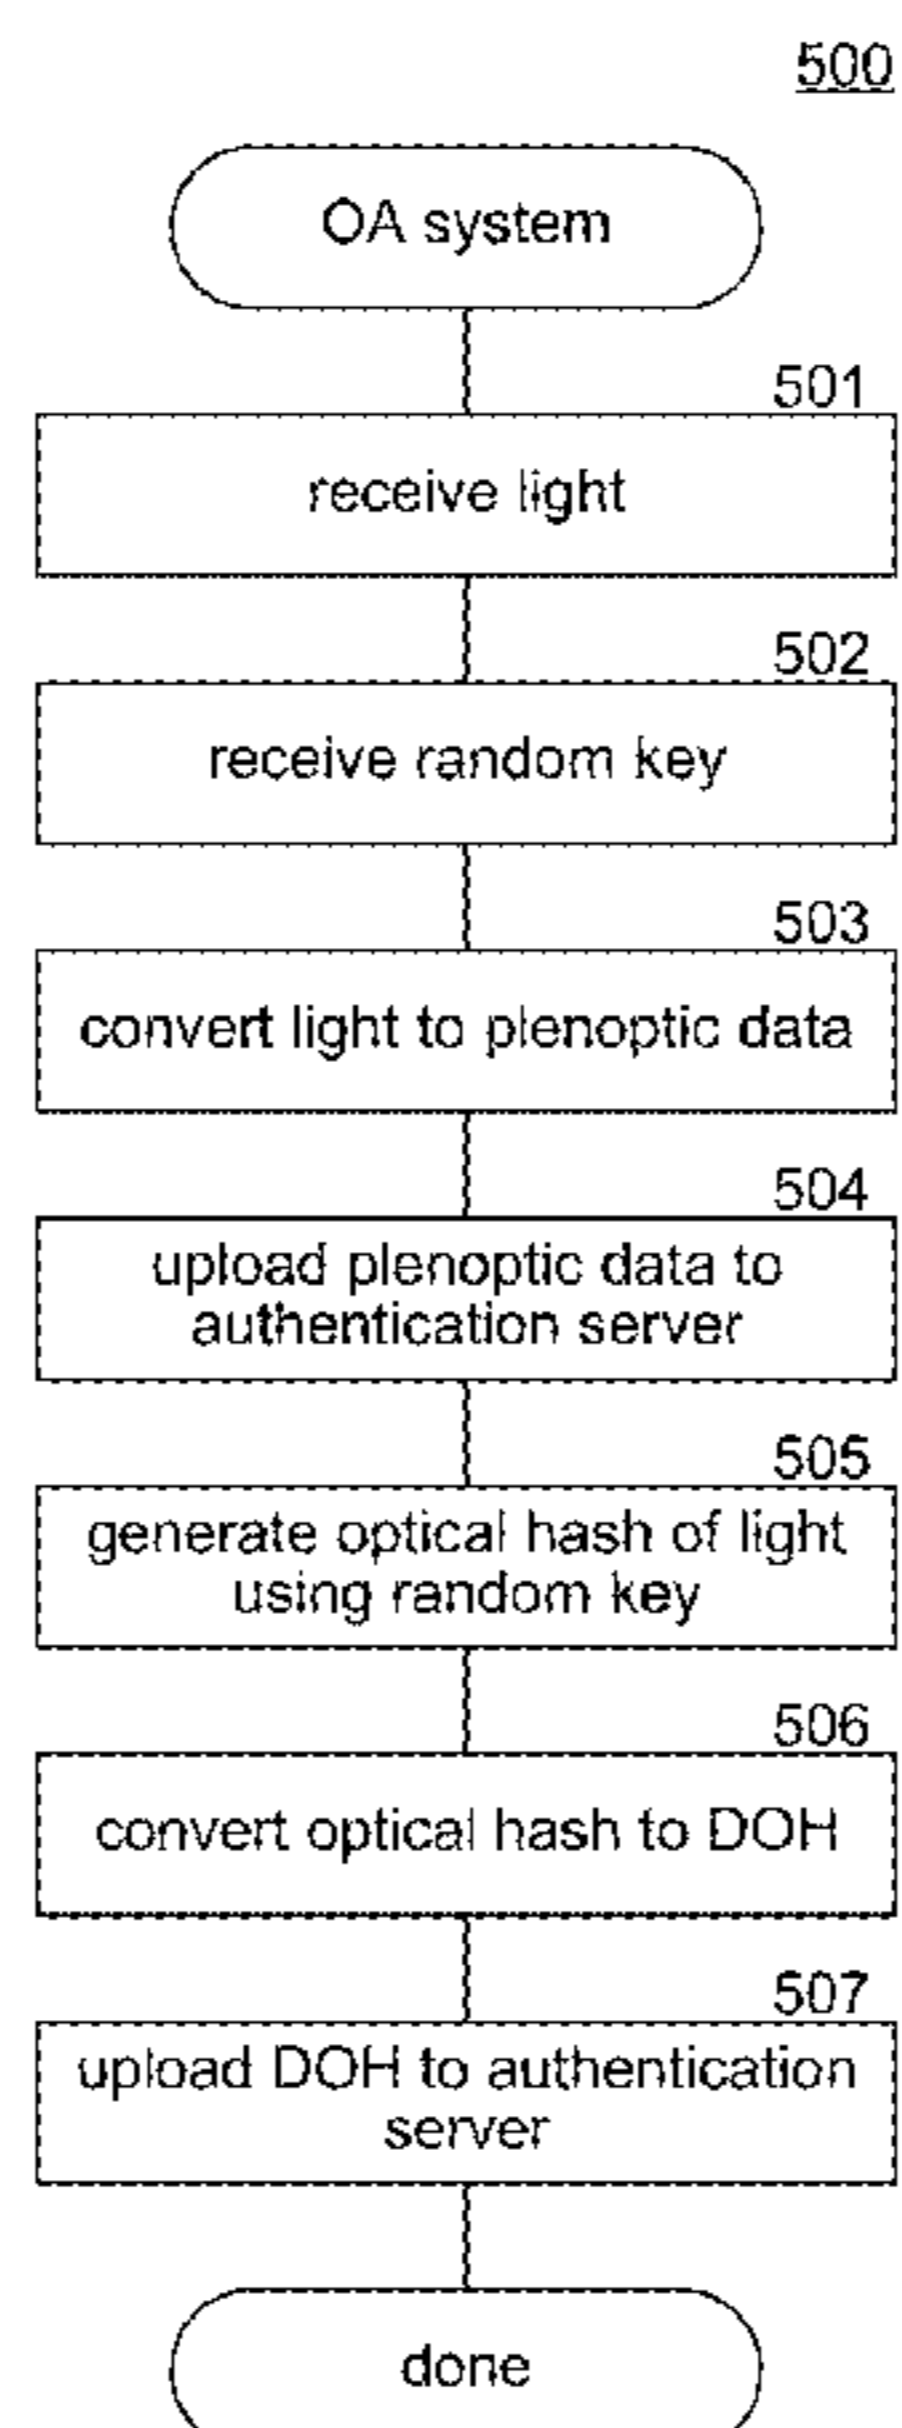 500
OA system
501
receive light
502
receive random key
503
convert light to plenoptic data
504
upload plenoptic data to
authentication server
505
generate optical hash of light
using random key
506
convert optical hash to DOH
507
upload DOH to authentication
server
done